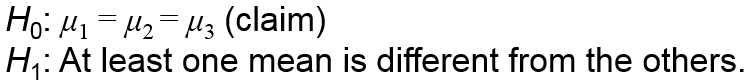 H₀: μ₁ = μ₂ = μ₃ (claim)
H₁: At least one mean is different from the others.